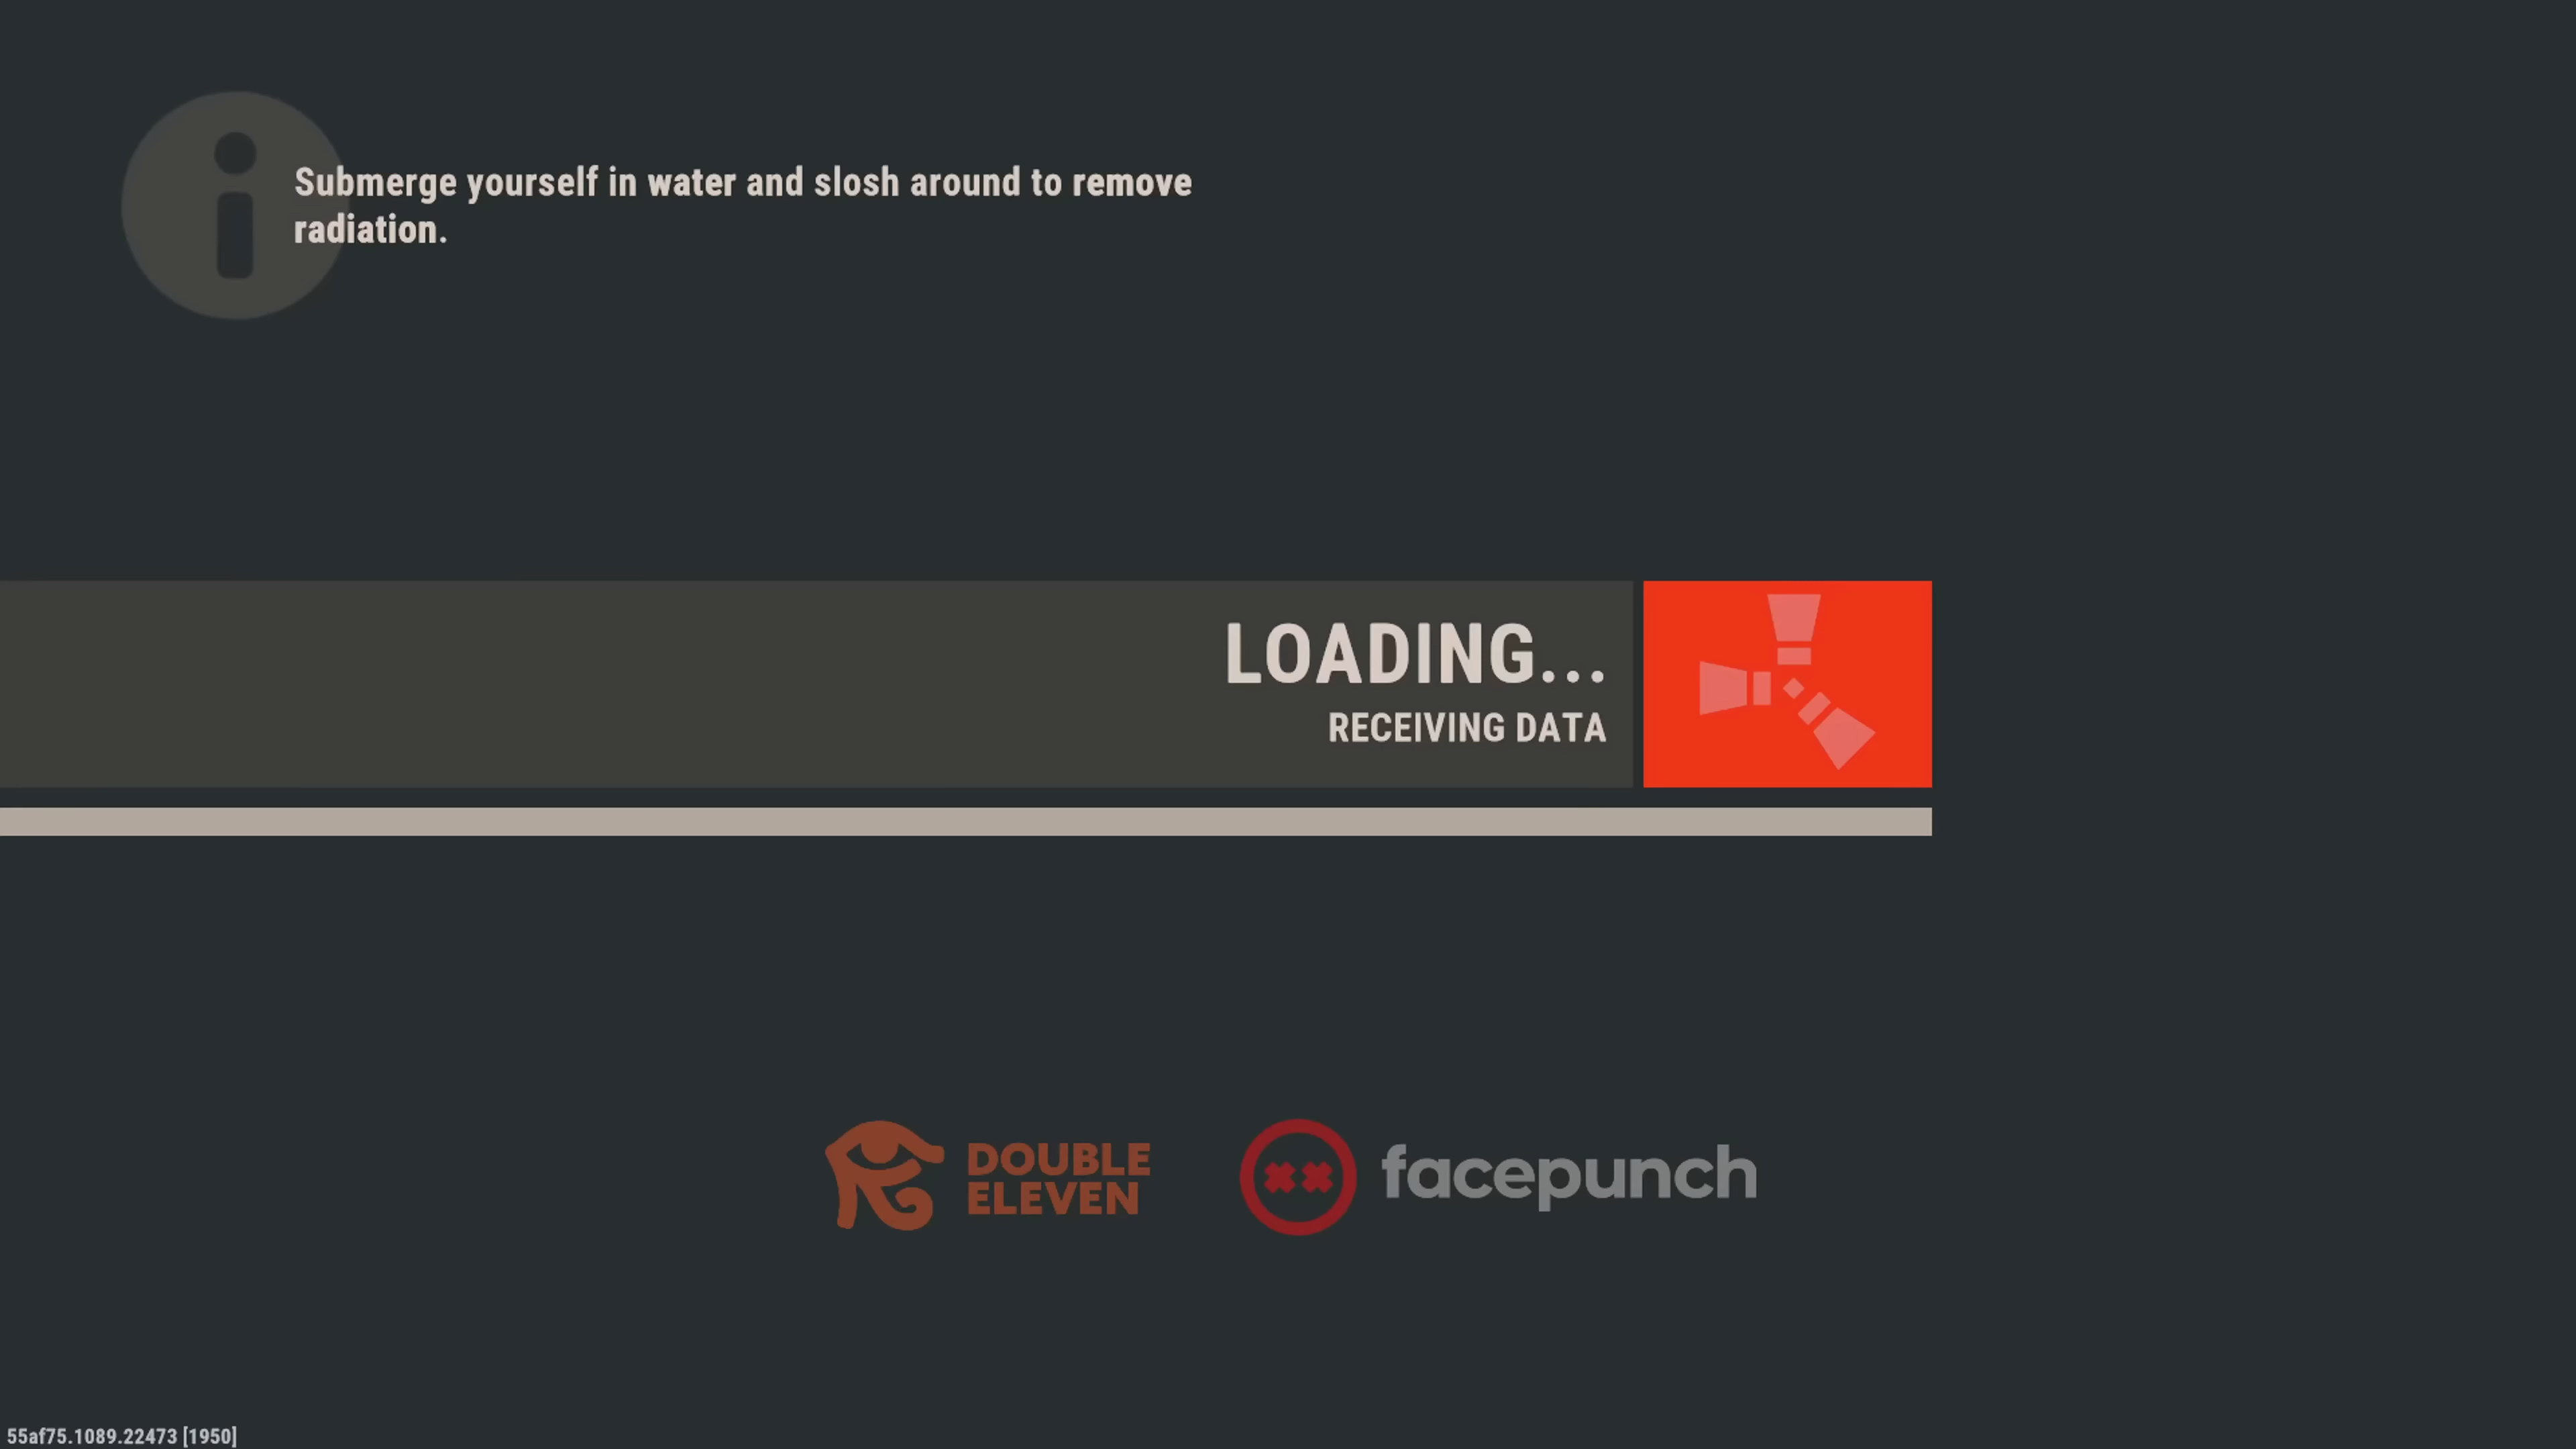 Submerge yourself in water and slosh around to remove
radiation.
LOADING...
RECEIVING DATA
DOUBLE
ELEVEN
facepunch
55af75.1089.22473 [1950]